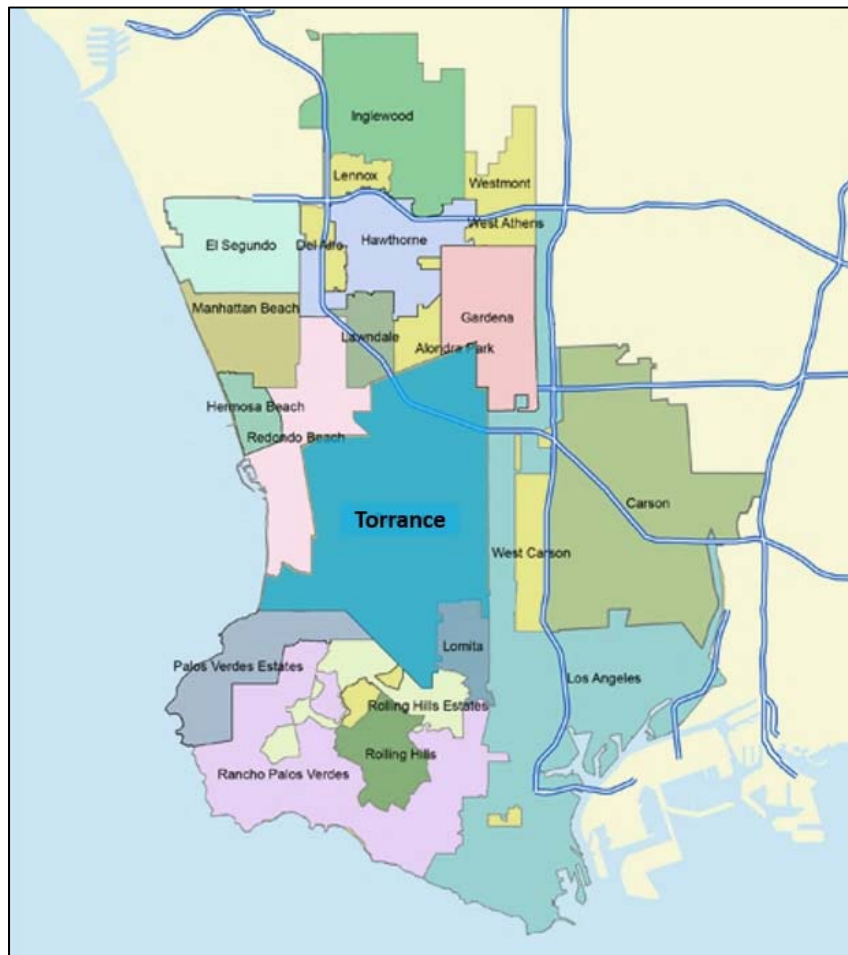 Inglewood
Lennox
Westmont
West Athens
El Segundo
Del Aire
Hawthorne
Manhattan Beach
Gardena
Lawndale
Alondra Park
Hermosa Beach
Redondo Beach
Torrance
Carson
West Carson
Lomita
Palos Verdes Estates
Los Angeles
Rolling Hills Estates
Rolling Hills
Rancho Palos Verdes